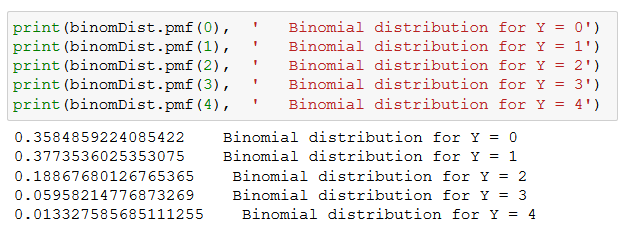 print(binomDist.pmf(0),  '   Binomial distribution for Y = 0')
print(binomDist.pmf(1),  '   Binomial distribution for Y = 1')
print(binomDist.pmf(2),  '   Binomial distribution for Y = 2')
print(binomDist.pmf(3),  '   Binomial distribution for Y = 3')
print(binomDist.pmf(4),  '   Binomial distribution for Y = 4')
0.3584859224085422    Binomial distribution for Y = 0
0.3773536025353075    Binomial distribution for Y = 1
0.18867680126765365    Binomial distribution for Y = 2
0.05958214776873269    Binomial distribution for Y = 3
0.013327585685111255    Binomial distribution for Y = 4